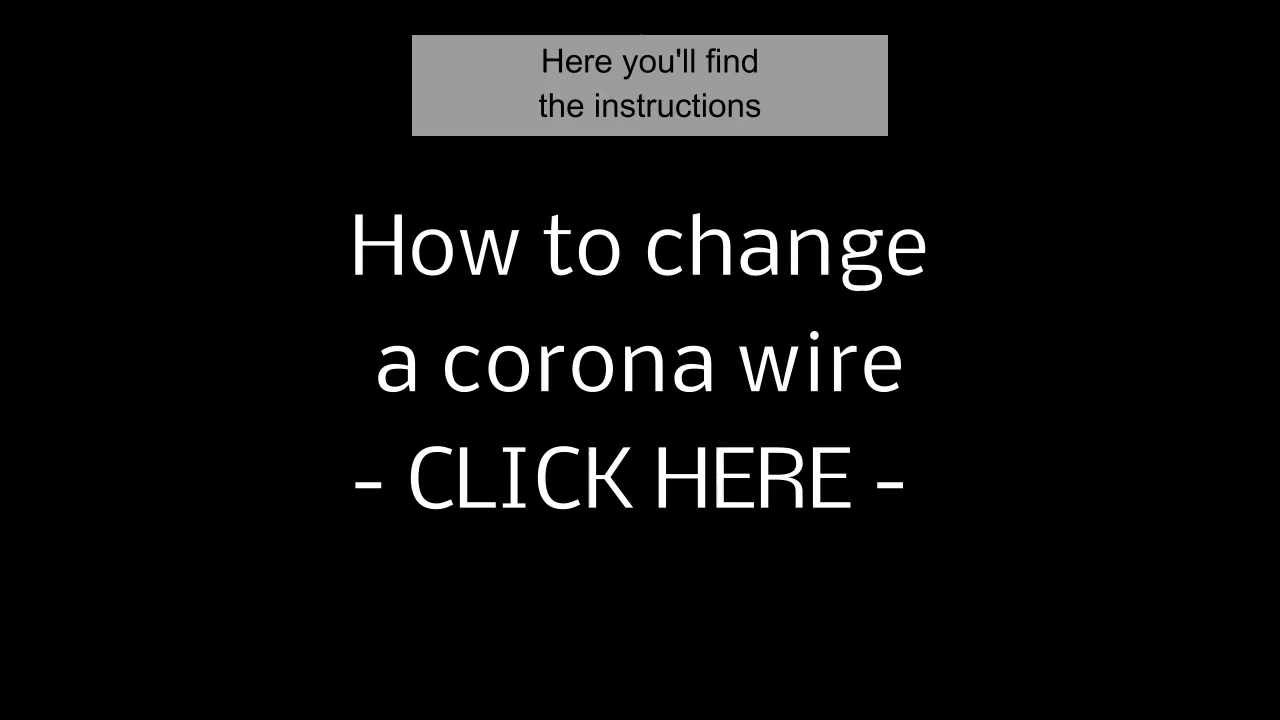 Here you'll find
the instructions
How to change
a corona wire
- CLICK HERE -